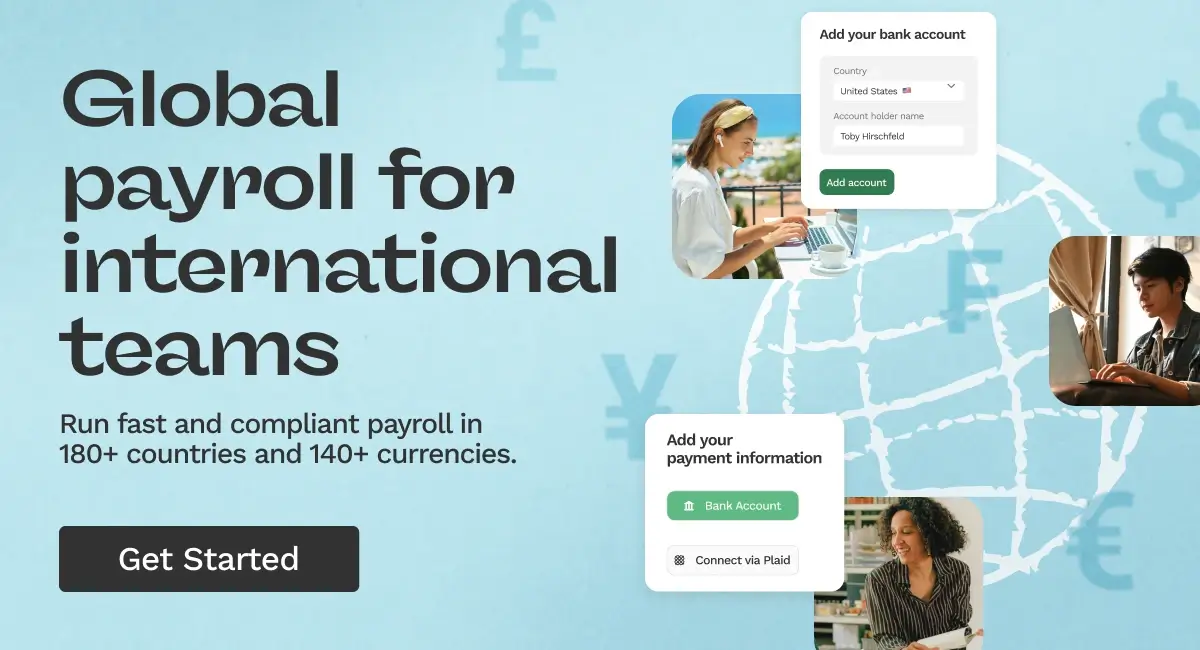 Global
payroll for
international
teams
Run fast and compliant payroll in
180+ countries and 140+ currencies.
Get Started
Add your bank account
Country
United States 🇺🇸
Account holder name
Toby Hirschfeld
Add account
Add your
payment information
Bank Account
Connect via Plaid
£
$
₣
¥
€